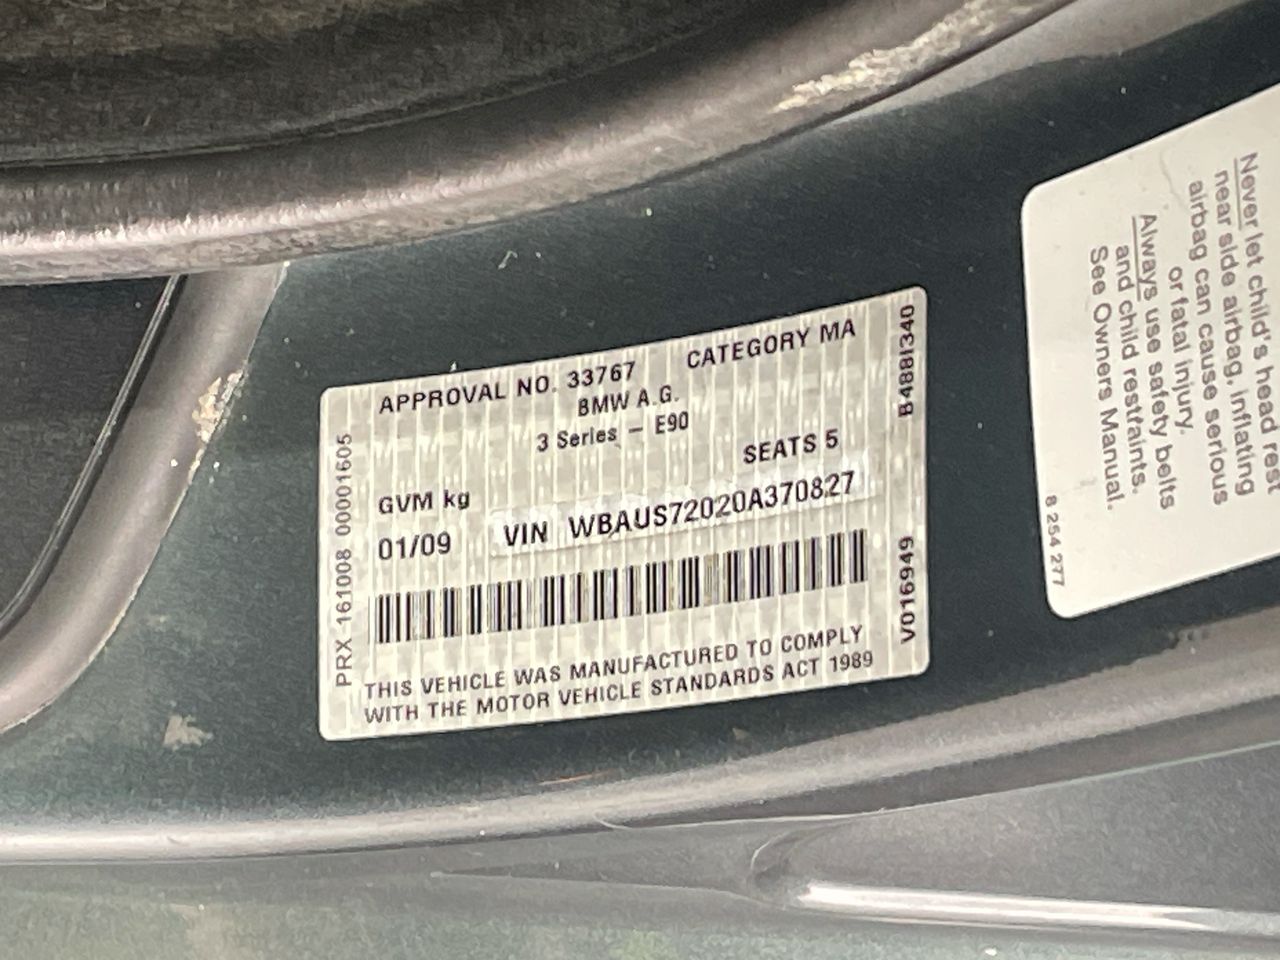 APPROVAL NO. 33767 CATEGORY MA
BMW A.G.
3 Series – E90
SEATS 5
GVM kg
01/09 VIN WBAUS72020A370827
THIS VEHICLE WAS MANUFACTURED TO COMPLY
WITH THE MOTOR VEHICLE STANDARDS ACT 1989
PRX 161008 00001605
B4881340
V016949
Never let child's head rest
near side airbag, inflating
airbag can cause serious
or fatal injury.
Always use safety belts
and child restraints.
See Owners Manual.
8 254 277